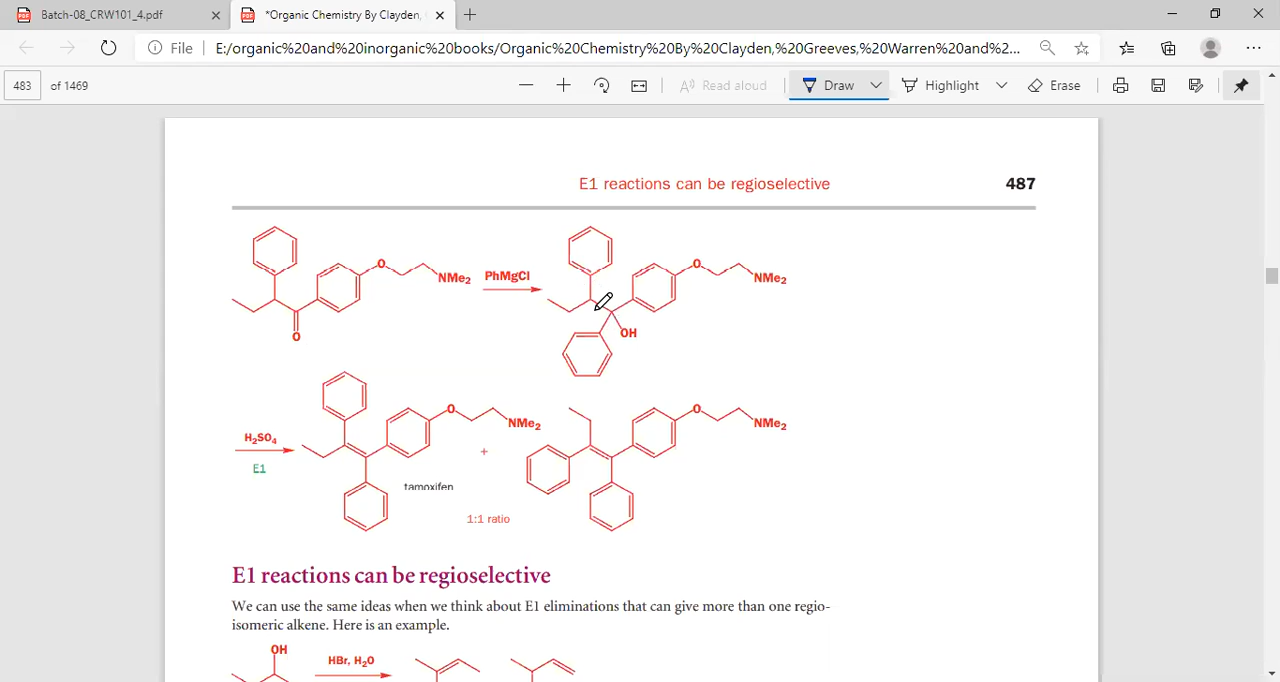 Batch-08_CRW101_4.pdf
*Organic Chemistry By Clayden,
File
E:/organic%20and%20inorganic%20books/Organic%20Chemistry%20By%20Clayden,%20Greeves,%20Warren%20and%2...
483 of 1469
Read aloud
Draw
Highlight
Erase
E1 reactions can be regioselective 487
O
NMe2
PhMgCl
O
NMe2
O
OH
H2SO4
E1
O
NMe2
+
O
NMe2
tamoxifen
1:1 ratio
E1 reactions can be regioselective
We can use the same ideas when we think about E1 eliminations that can give more than one regio-
isomeric alkene. Here is an example.
OH
HBr, H2O